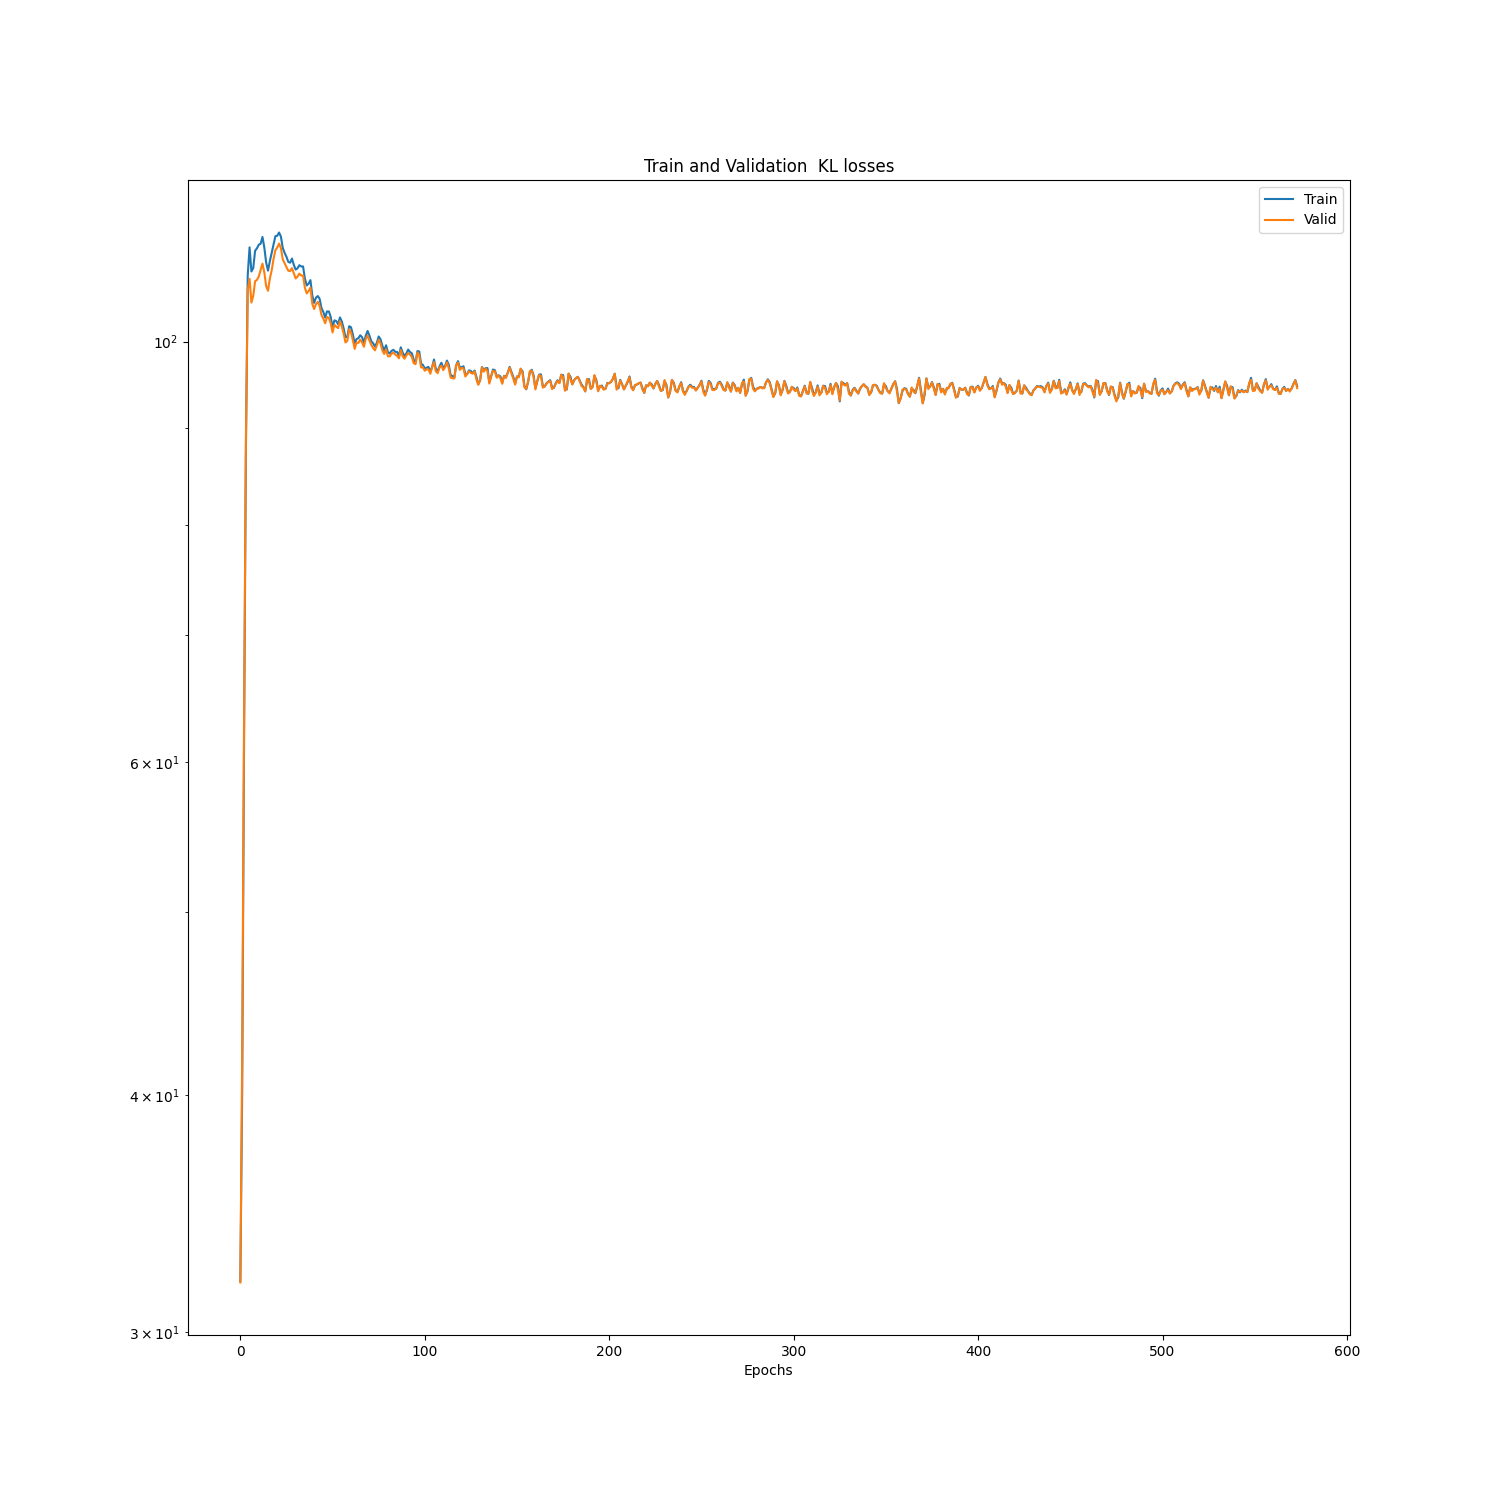 Train and Validation  KL losses
Train
Valid
10²
6 × 10¹
4 × 10¹
3 × 10¹
0 100 200 300 400 500 600
Epochs